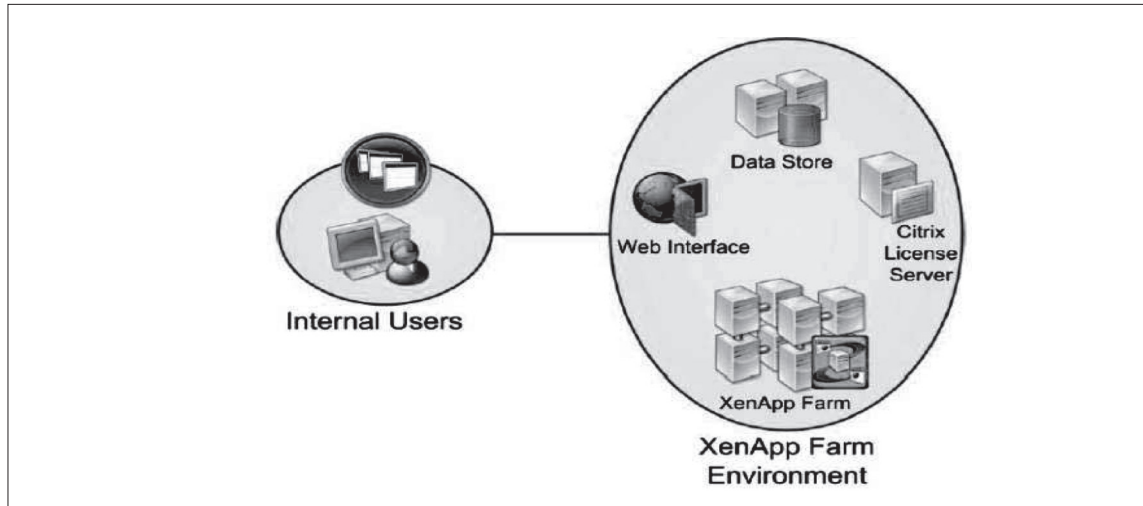 Data Store
Web Interface
Citrix
License
Server
Internal Users
XenApp Farm
XenApp Farm
Environment